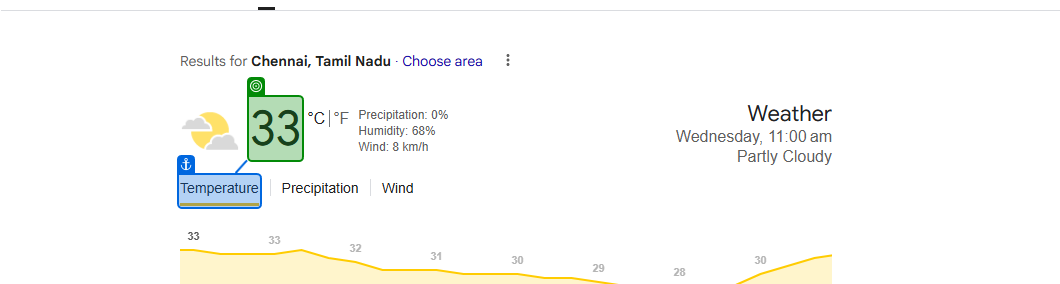 Results for Chennai, Tamil Nadu · Choose area
33 °C | °F
Precipitation: 0%
Humidity: 68%
Wind: 8 km/h
Weather
Wednesday, 11:00 am
Partly Cloudy
Temperature | Precipitation | Wind
33 33 32 31 30 29 28 30